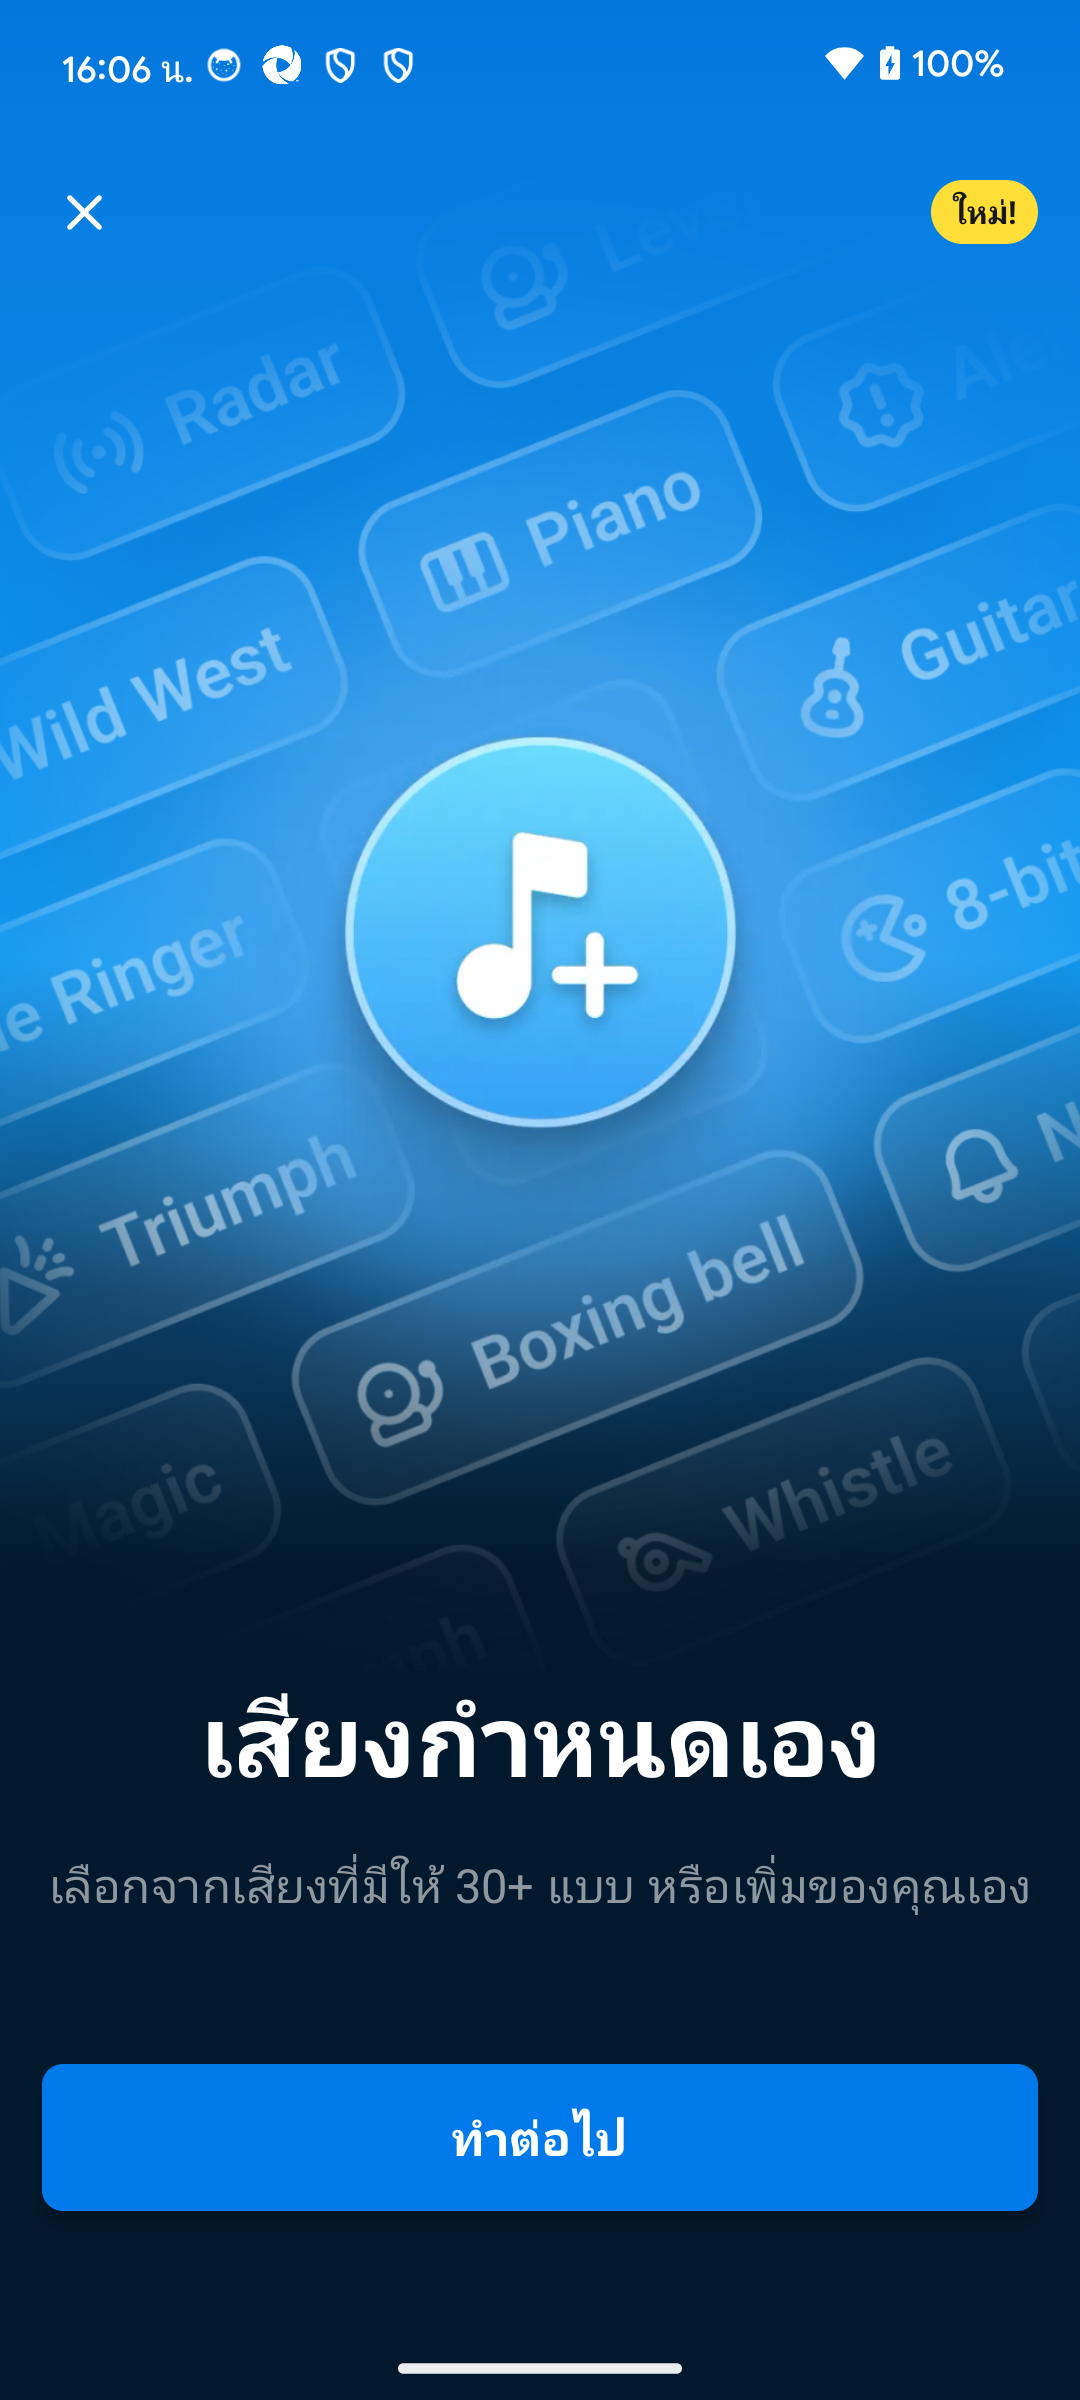 16:06 น.
100%
ใหม่!
Radar
Piano
Wild West
Guitar
Ringer
8-bit
Triumph
Boxing bell
Magic
Whistle
เสียงกำหนดเอง
เลือกจากเสียงที่มีให้ 30+ แบบ หรือเพิ่มของคุณเอง
ทำต่อไป